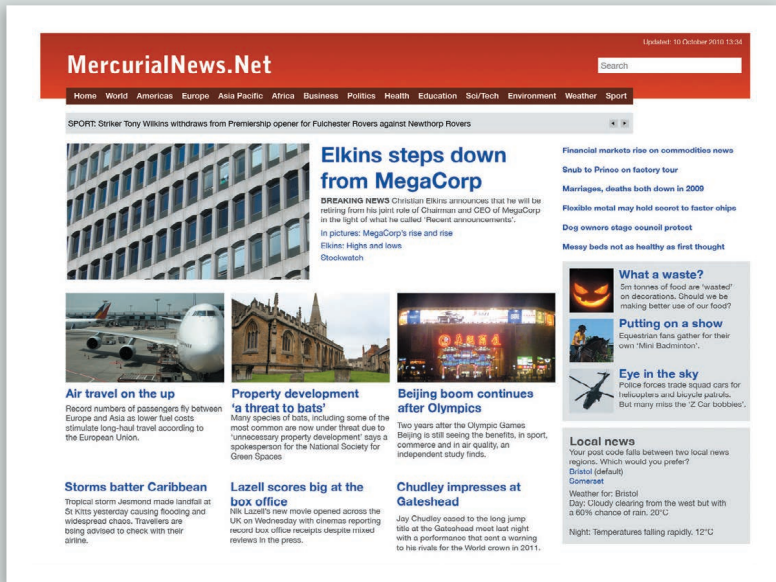 Updated: 10 October 2010 13:34
MercurialNews.Net
Search
Home World Americas Europe Asia Pacific Africa Business Politics Health Education Sci/Tech Environment Weather Sport
SPORT: Striker Tony Wilkins withdraws from Premiership opener for Fulchester Rovers against Newthorp Rovers
Elkins steps down
from MegaCorp
BREAKING NEWS Christian Elkins announces that he will be
retiring from his joint role of Chairman and CEO of MegaCorp
in the light of what he called 'Recent announcements'.
In pictures: MegaCorp's rise and rise
Elkins: Highs and lows
Stockwatch
Financial markets rise on commodities news
Snub to Prince on factory tour
Marriages, deaths both down in 2009
Flexible metal may hold secret to faster chips
Dog owners stage council protest
Messy beds not as healthy as first thought
What a waste?
5m tonnes of food are 'wasted'
on decorations. Should we be
making better use of our food?
Putting on a show
Equestrian fans gather for their
own 'Mini Badminton'.
Eye in the sky
Police forces trade squad cars for
helicopters and bicycle patrols.
But many miss the 'Z Car bobbies'.
Air travel on the up
Record numbers of passengers fly between
Europe and Asia as lower fuel costs
stimulate long-haul travel according to
the European Union.
Property development
'a threat to bats'
Many species of bats, including some of the
most common are now under threat due to
'unnecessary property development' says a
spokesperson for the National Society for
Green Spaces
Beijing boom continues
after Olympics
Two years after the Olympic Games
Beijing is still seeing the benefits, in sport,
commerce and in air quality, an
independent study finds.
Local news
Your post code falls between two local news
regions. Which would you prefer?
Bristol (default)
Somerset
Weather for: Bristol
Day: Cloudy clearing from the west but with
a 60% chance of rain. 20°C
Night: Temperatures falling rapidly. 12°C
Storms batter Caribbean
Tropical storm Jesmond made landfall at
St Kitts yesterday causing flooding and
widespread chaos. Travellers are
being advised to check with their
airline.
Lazell scores big at the
box office
Nik Lazell's new movie opened across the
UK on Wednesday with cinemas reporting
record box office receipts despite mixed
reviews in the press.
Chudley impresses at
Gateshead
Jay Chudley eased to the long jump
title at the Gateshead meet last night
with a performance that sent a warning
to his rivals for the World crown in 2011.